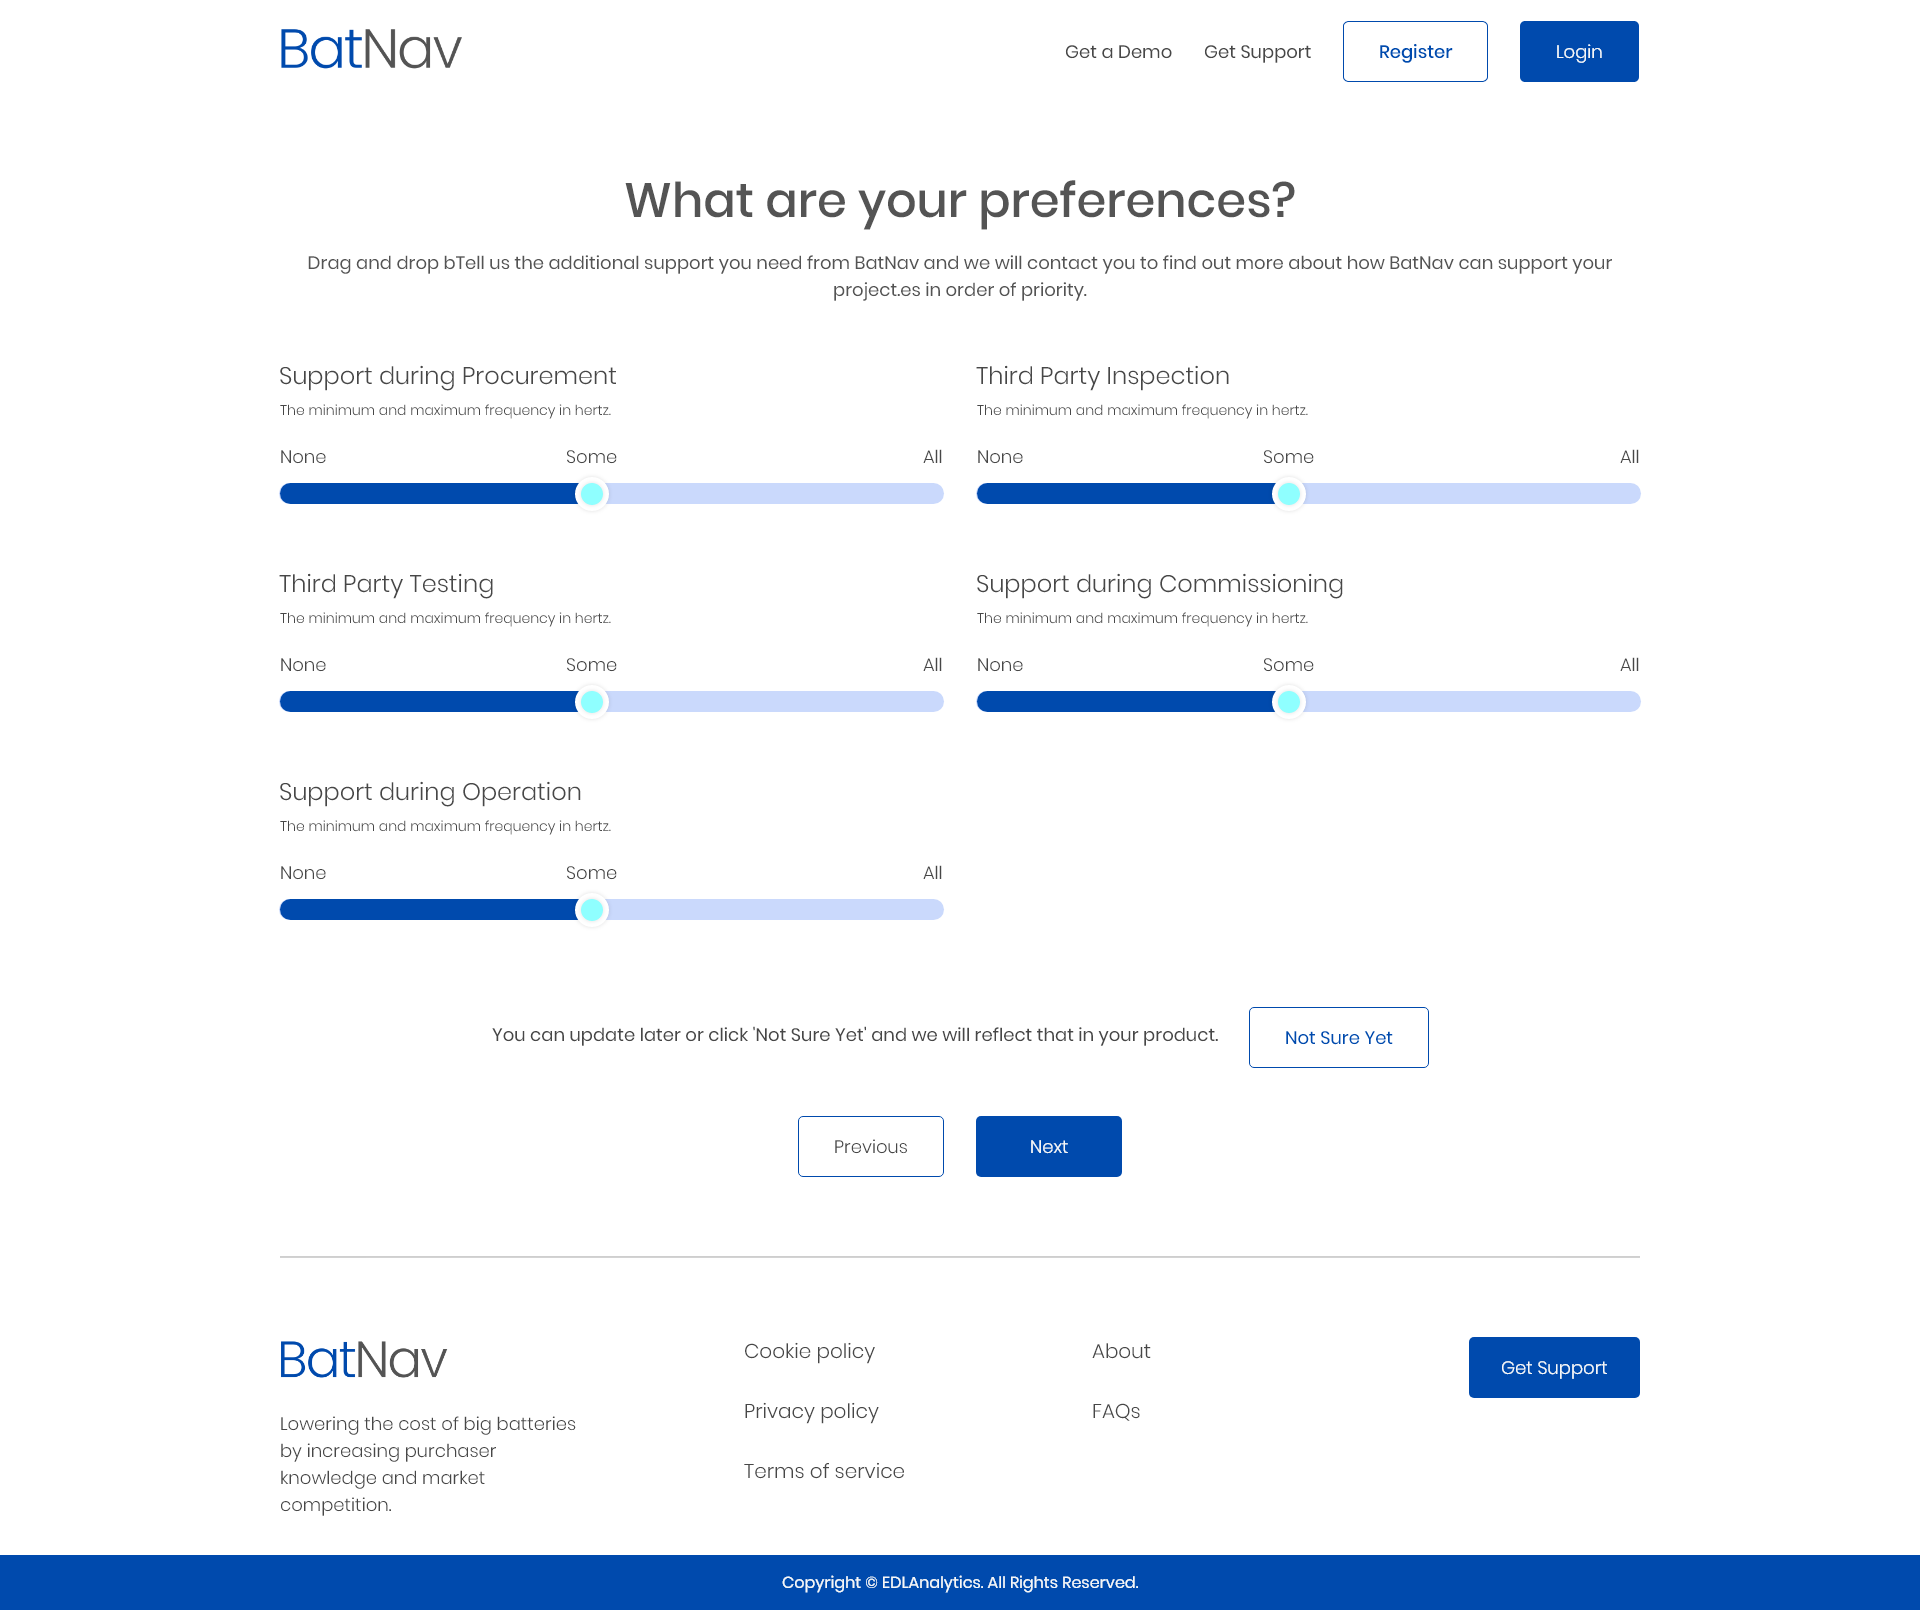 BatNav
Get a Demo
Get Support
Register
Login
What are your preferences?
Drag and drop bTell us the additional support you need from BatNav and we will contact you to find out more about how BatNav can support your
project.es in order of priority.
Support during Procurement
The minimum and maximum frequency in hertz.
None Some All
Third Party Inspection
The minimum and maximum frequency in hertz.
None Some All
Third Party Testing
The minimum and maximum frequency in hertz.
None Some All
Support during Commissioning
The minimum and maximum frequency in hertz.
None Some All
Support during Operation
The minimum and maximum frequency in hertz.
None Some All
You can update later or click 'Not Sure Yet' and we will reflect that in your product.
Not Sure Yet
Previous
Next
BatNav
Lowering the cost of big batteries
by increasing purchaser
knowledge and market
competition.
Cookie policy
Privacy policy
Terms of service
About
FAQs
Get Support
Copyright © EDLAnalytics. All Rights Reserved.